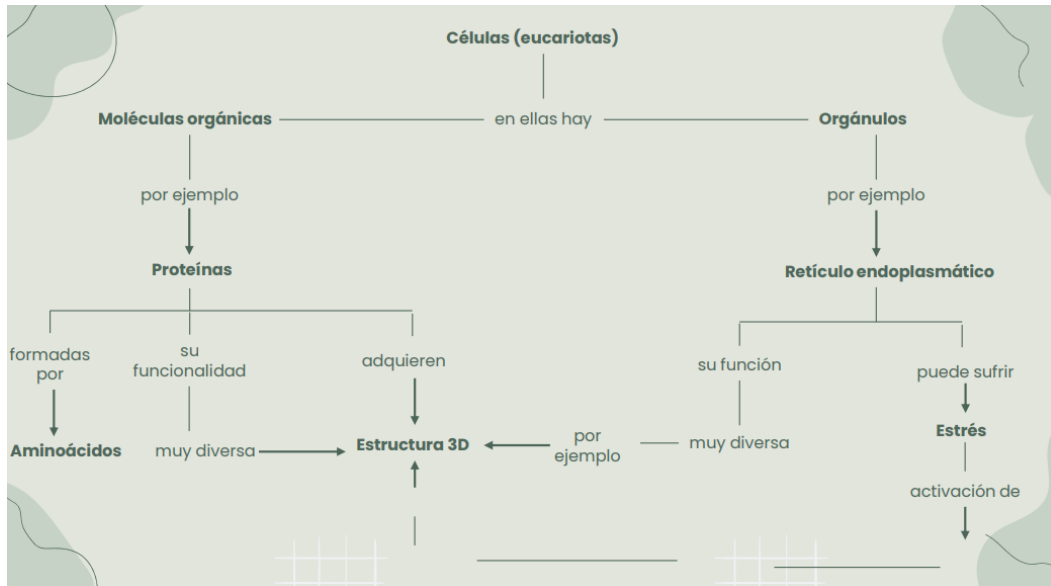 Células (eucariotas)
Moléculas orgánicas
en ellas hay
Orgánulos
por ejemplo
por ejemplo
Proteínas
Retículo endoplasmático
formadas
por
su
funcionalidad
adquieren
su función
puede sufrir
Aminoácidos
muy diversa
Estructura 3D
por
ejemplo
muy diversa
Estrés
activación de